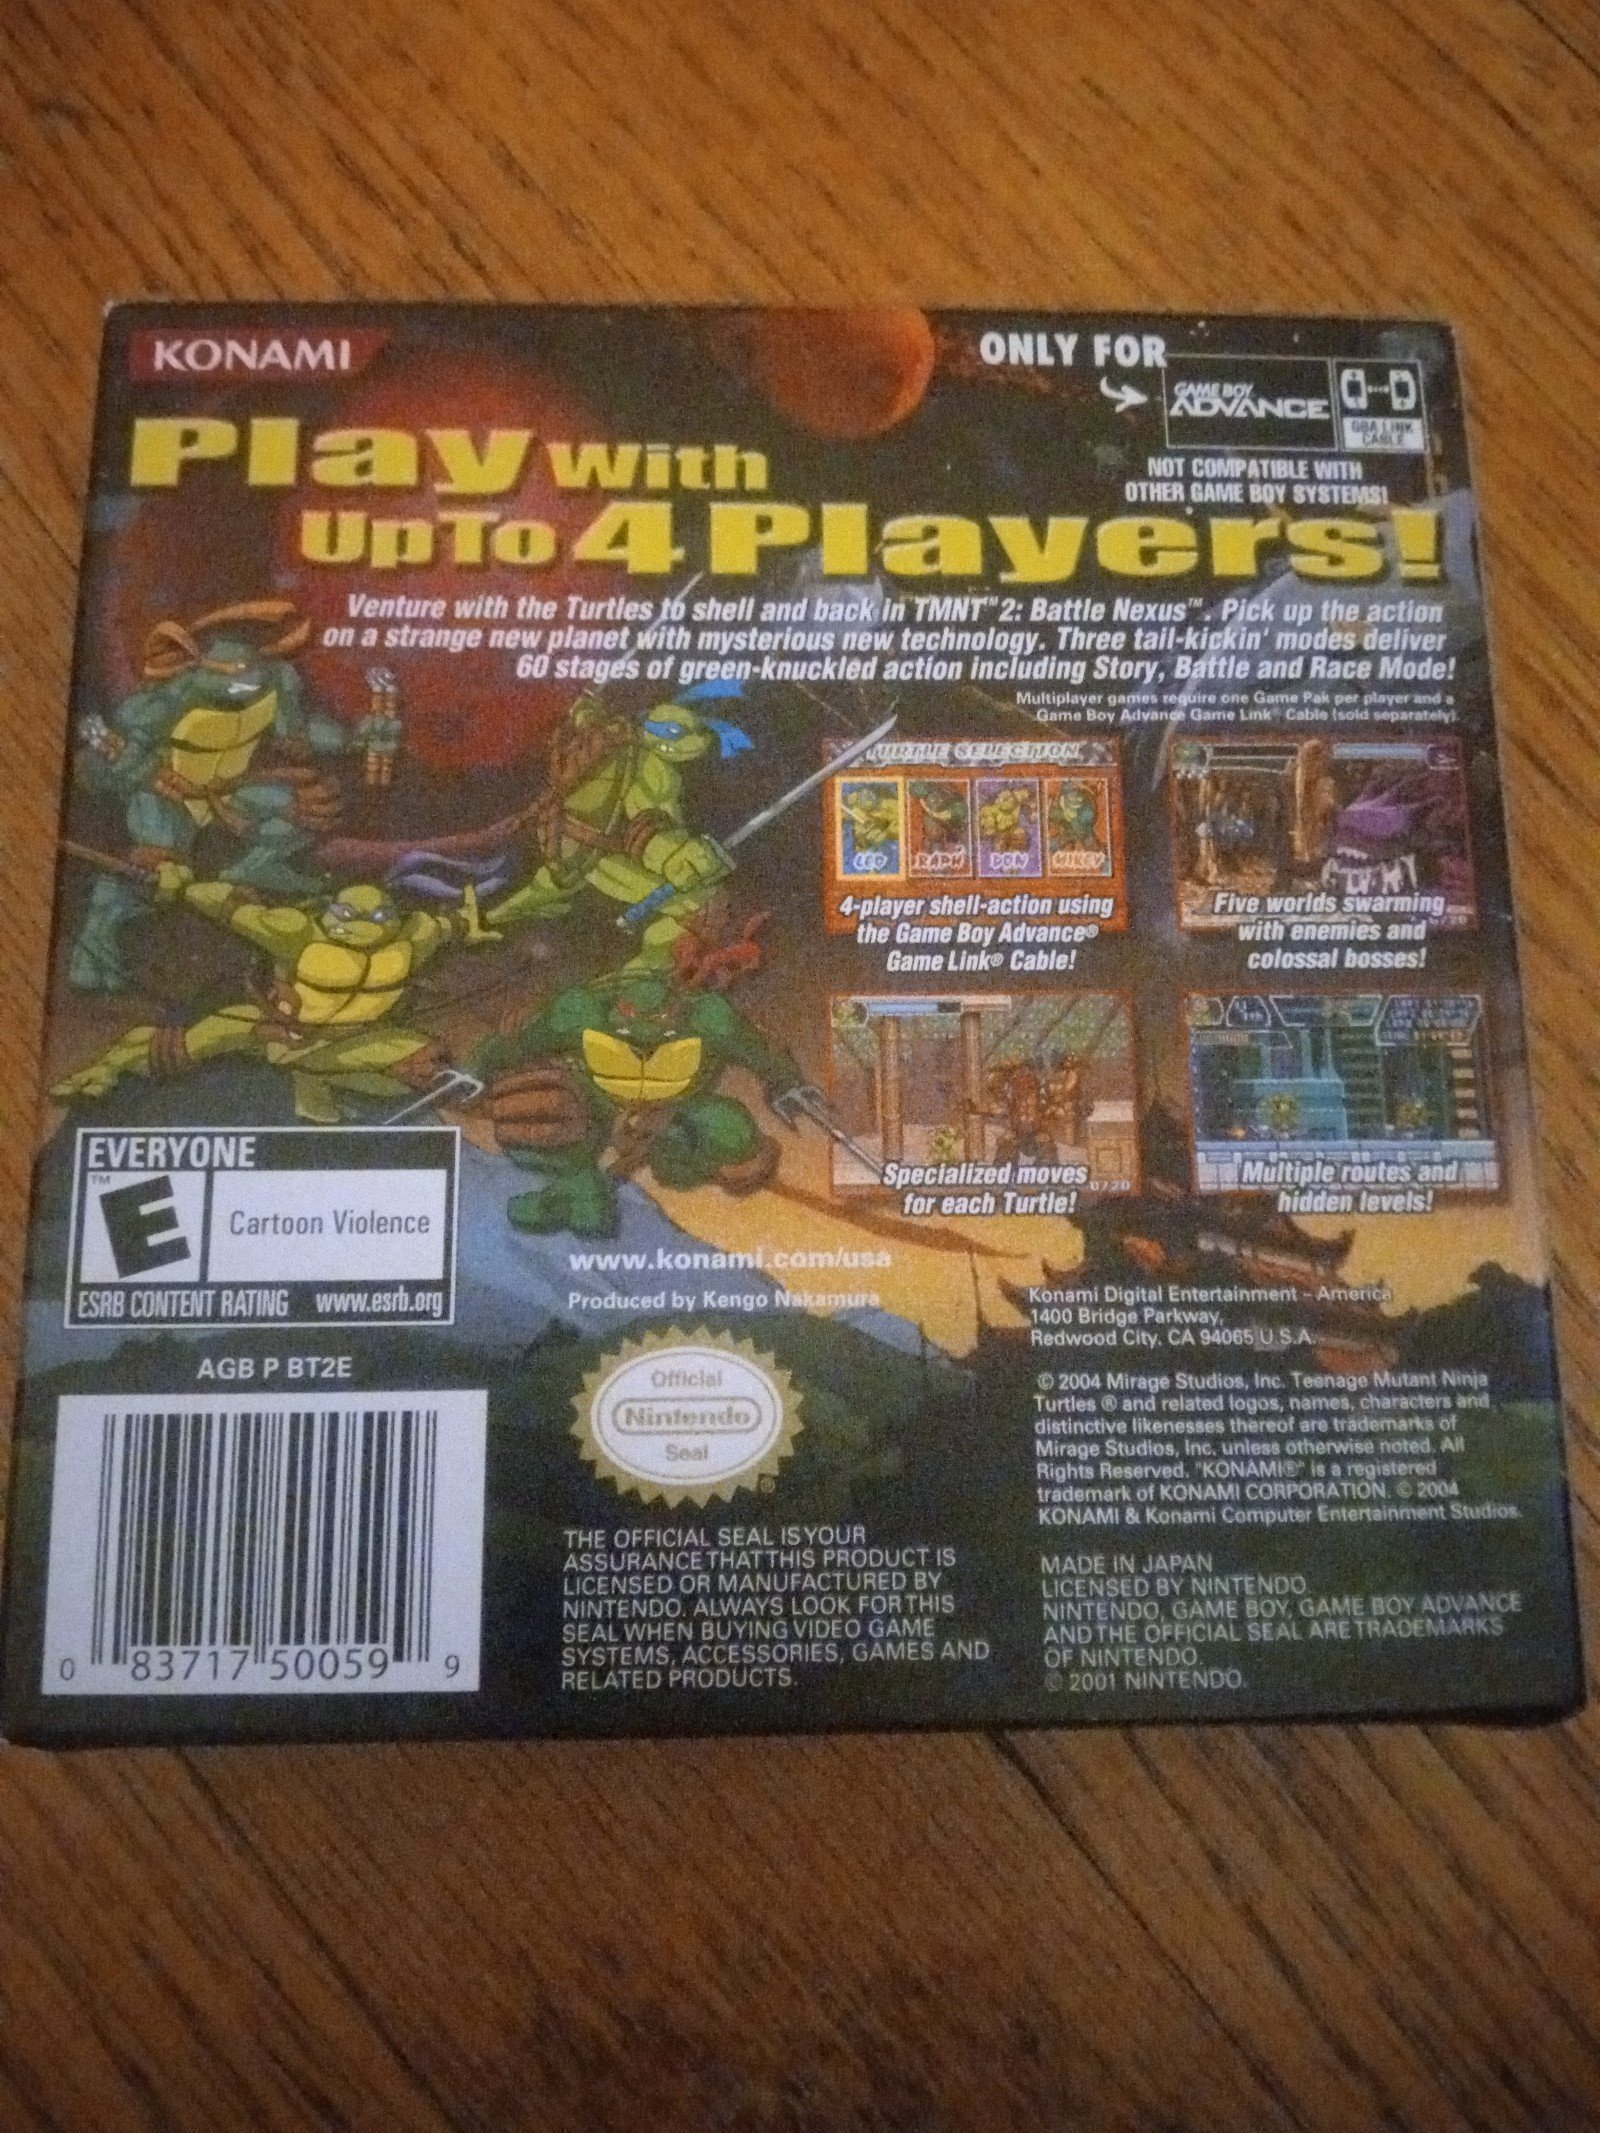 KONAMI
ONLY FOR
GAME BOY
ADVANCE
GBA LINK
CABLE
NOT COMPATIBLE WITH
OTHER GAME BOY SYSTEMS!
Play with
Up To 4 Players!
Venture with the Turtles to shell and back in TMNT™ 2: Battle Nexus™. Pick up the action
on a strange new planet with mysterious new technology. Three tail-kickin' modes deliver
60 stages of green-knuckled action including Story, Battle and Race Mode!
Multiplayer games require one Game Pak per player and a
Game Boy Advance Game Link® Cable (sold separately).
TURTLE SELECTION
LEO RAPH DON MIKEY
4-player shell-action using
the Game Boy Advance®
Game Link® Cable!
Five worlds swarming
with enemies and
colossal bosses!
Specialized moves
for each Turtle!
0/20
Multiple routes and
hidden levels!
EVERYONE
E
™
Cartoon Violence
ESRB CONTENT RATING www.esrb.org
www.konami.com/usa
Produced by Kengo Nakamura
Konami Digital Entertainment - America
1400 Bridge Parkway,
Redwood City, CA 94065 U.S.A.
AGB P BT2E
0 83717 50059 9
Official
Nintendo
Seal
®
THE OFFICIAL SEAL IS YOUR
ASSURANCE THAT THIS PRODUCT IS
LICENSED OR MANUFACTURED BY
NINTENDO. ALWAYS LOOK FOR THIS
SEAL WHEN BUYING VIDEO GAME
SYSTEMS, ACCESSORIES, GAMES AND
RELATED PRODUCTS.
© 2004 Mirage Studios, Inc. Teenage Mutant Ninja
Turtles ® and related logos, names, characters and
distinctive likenesses thereof are trademarks of
Mirage Studios, Inc. unless otherwise noted. All
Rights Reserved. "KONAMI®" is a registered
trademark of KONAMI CORPORATION. © 2004
KONAMI & Konami Computer Entertainment Studios.
MADE IN JAPAN
LICENSED BY NINTENDO
NINTENDO, GAME BOY, GAME BOY ADVANCE
AND THE OFFICIAL SEAL ARE TRADEMARKS
OF NINTENDO.
© 2001 NINTENDO.